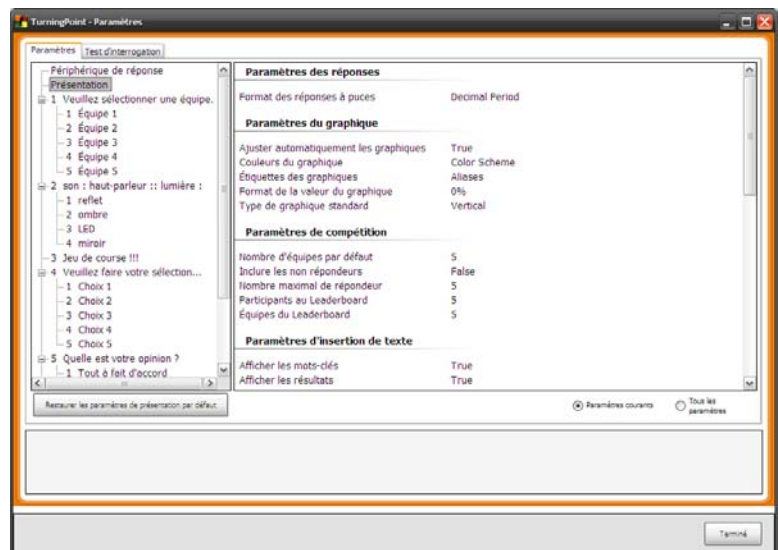 TurningPoint - Paramètres
Paramètres
Test d'interrogation
Périphérique de réponse
Présentation
1 Veuillez sélectionner une équipe.
1 Équipe 1
2 Équipe 2
3 Équipe 3
4 Équipe 4
5 Équipe 5
2 son : haut-parleur :: lumière :
1 reflet
2 ombre
3 LED
4 miroir
3 Jeu de course !!!
4 Veuillez faire votre sélection...
1 Choix 1
2 Choix 2
3 Choix 3
4 Choix 4
5 Choix 5
5 Quelle est votre opinion ?
1 Tout à fait d'accord
Paramètres des réponses
Format des réponses à puces Decimal Period
Paramètres du graphique
Ajuster automatiquement les graphiques True
Couleurs du graphique Color Scheme
Étiquettes des graphiques Aliases
Format de la valeur du graphique 0%
Type de graphique standard Vertical
Paramètres de compétition
Nombre d'équipes par défaut 5
Inclure les non répondeurs False
Nombre maximal de répondeur 5
Participants au Leaderboard 5
Équipes du Leaderboard 5
Paramètres d'insertion de texte
Afficher les mots-clés True
Afficher les résultats True
Restaurer les paramètres de présentation par défaut
Paramètres courants
Tous les
paramètres
Terminé